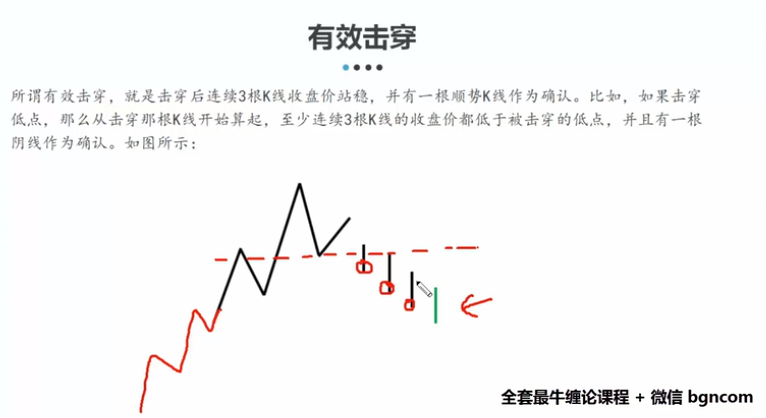 有效击穿
所谓有效击穿，就是击穿后连续3根K线收盘价站稳，并有一根顺势K线作为确认。比如，如果击穿
低点，那么从击穿那根K线开始算起，至少连续3根K线的收盘价都低于被击穿的低点，并且有一根
阴线作为确认。如图所示：
全套最牛缠论课程 + 微信 bgncom